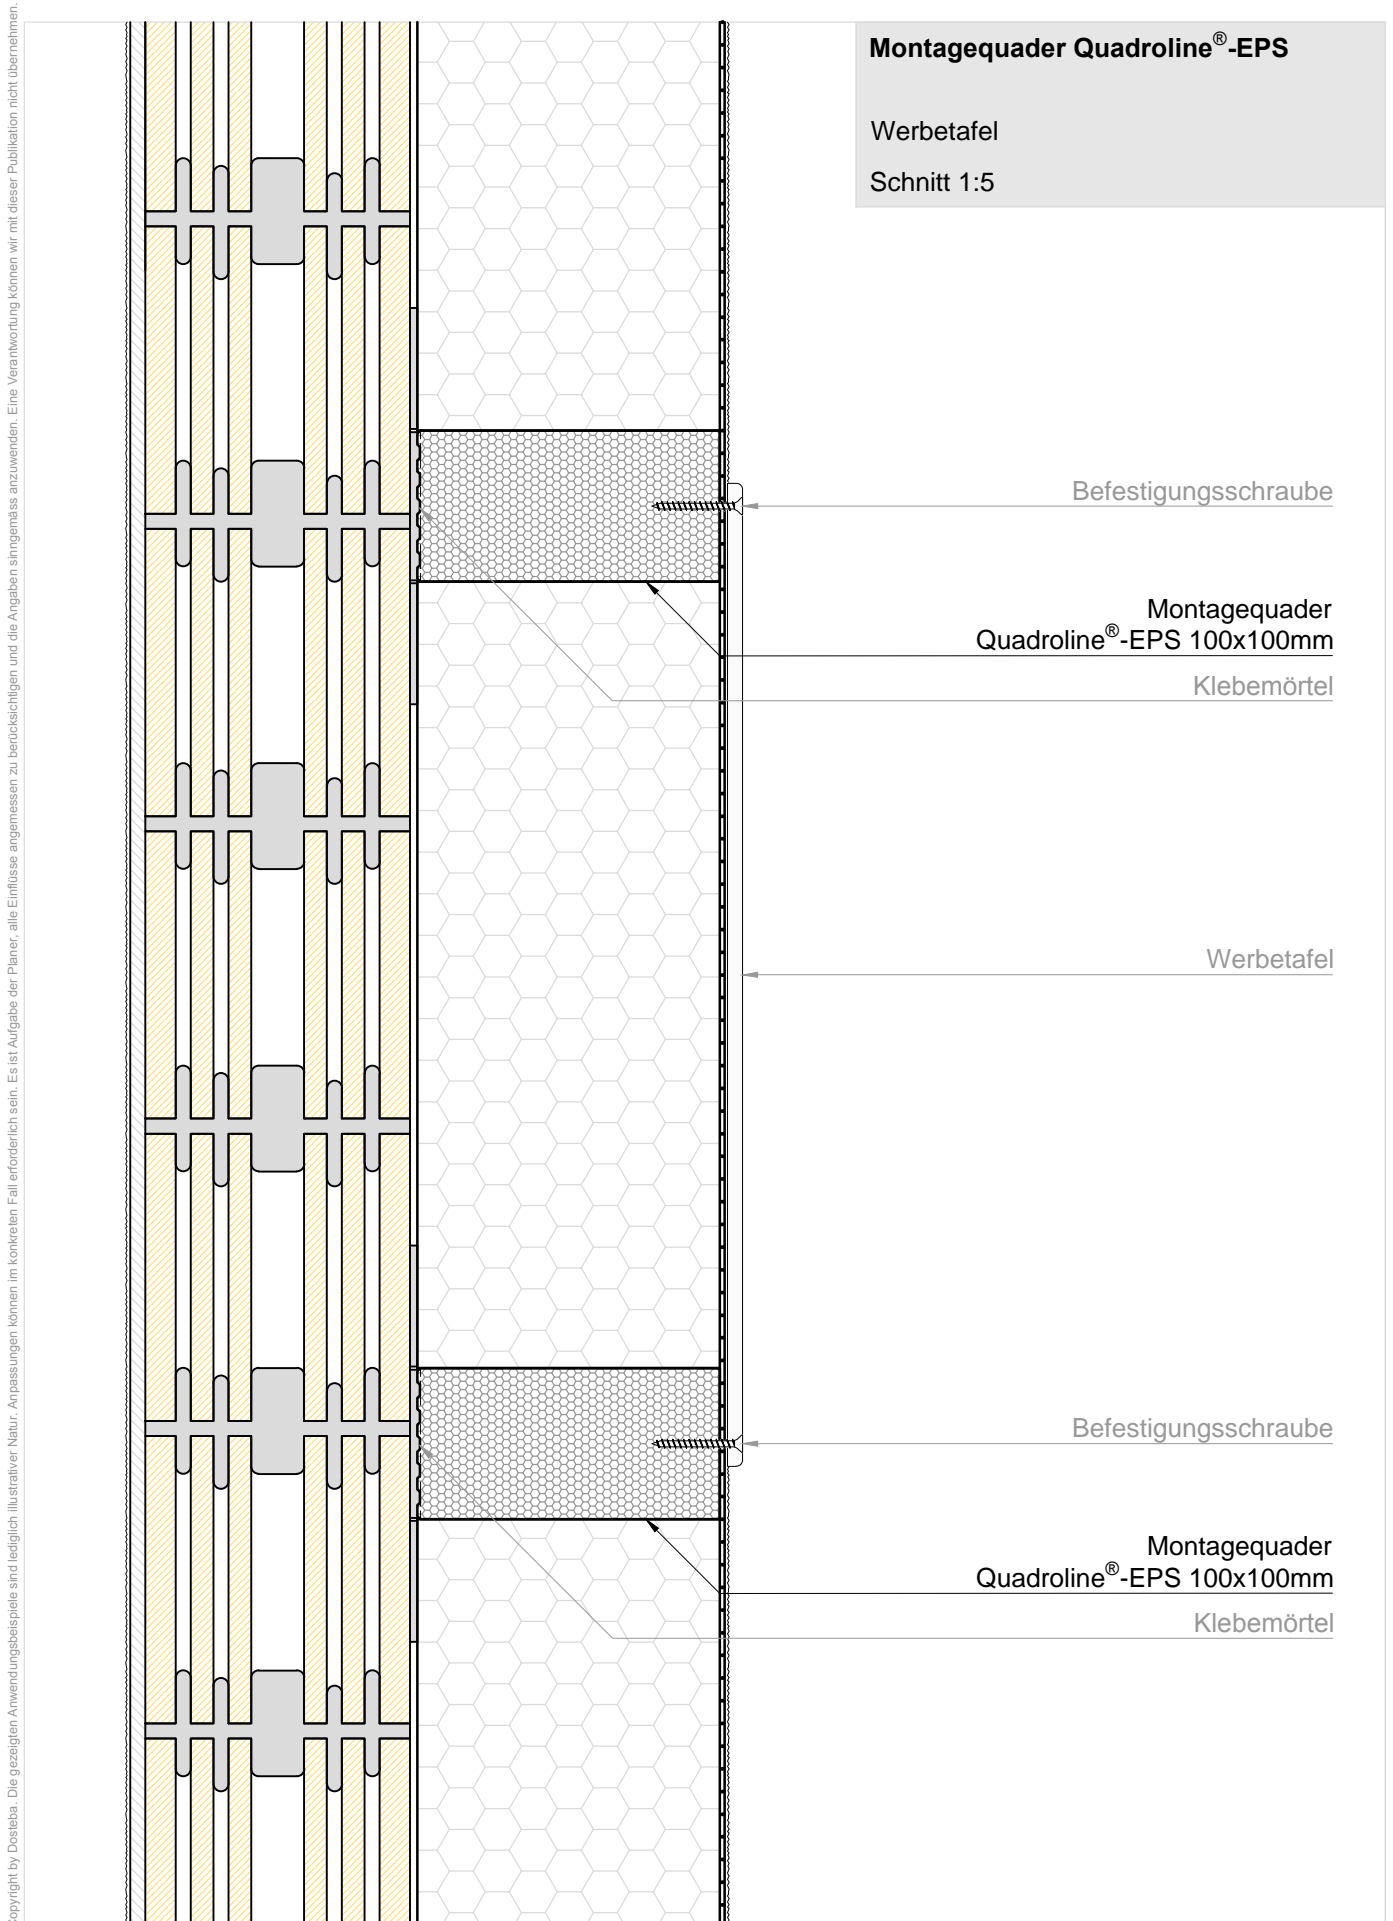 Montagequader Quadroline®-EPS
Werbetafel
Schnitt 1:5
Befestigungsschraube
Montagequader
Quadroline®-EPS 100x100mm
Klebemörtel
Werbetafel
Befestigungsschraube
Montagequader
Quadroline®-EPS 100x100mm
Klebemörtel
Copyright by Dosteba. Die gezeigten Anwendungsbeispiele sind lediglich illustrativer Natur. Anpassungen können im konkreten Fall erforderlich sein. Es ist Aufgabe der Planer, alle Einflüsse angemessen zu berücksichtigen und die Angaben sinngemäss anzuwenden. Eine Verantwortung können wir mit dieser Publikation nicht übernehmen.